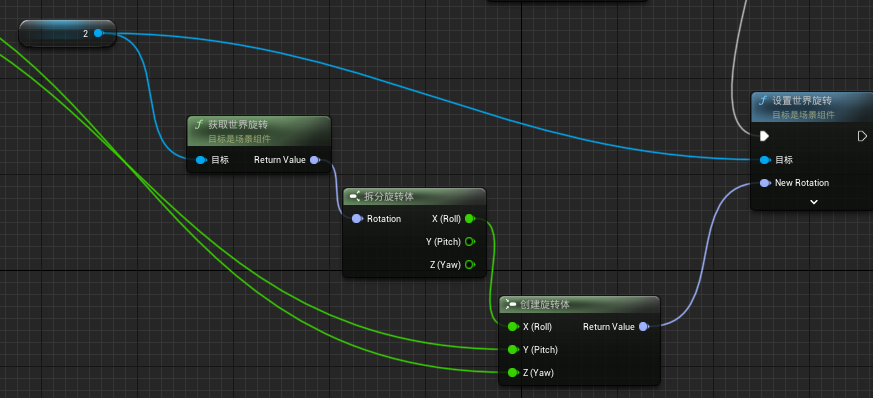 2
获取世界旋转
目标是场景组件
目标
Return Value
拆分旋转体
Rotation
X (Roll)
Y (Pitch)
Z (Yaw)
创建旋转体
X (Roll)
Return Value
Y (Pitch)
Z (Yaw)
设置世界旋转
目标是场景组件
目标
New Rotation